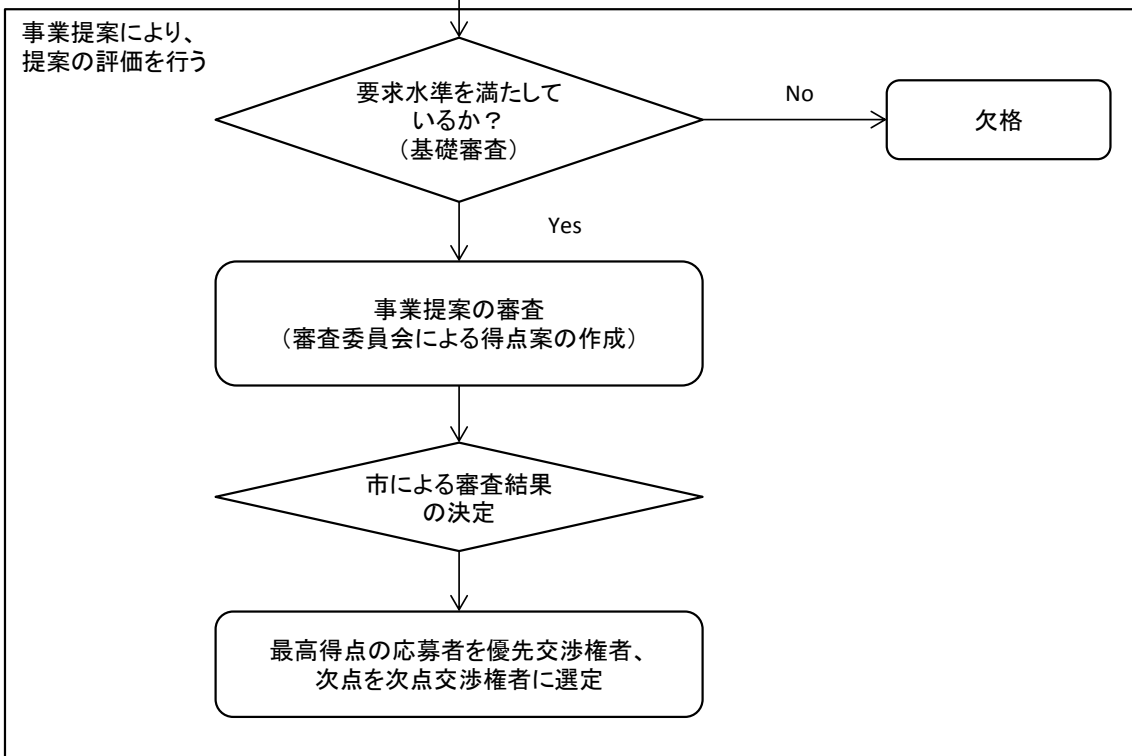 事業提案により、
提案の評価を行う
要求水準を満たして
いるか？
（基礎審査）
No
欠格
Yes
事業提案の審査
（審査委員会による得点案の作成）
市による審査結果
の決定
最高得点の応募者を優先交渉権者、
次点を次点交渉権者に選定